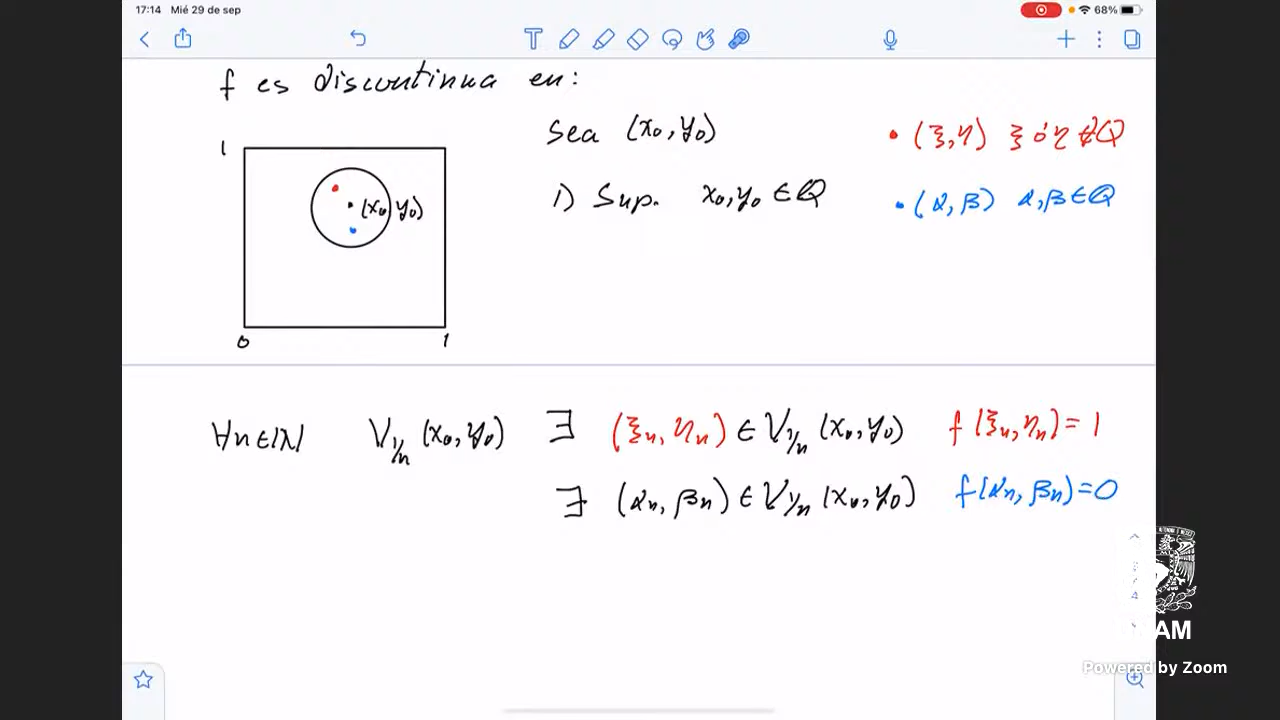 17:14 Mié 29 de sep 68%
f es discontinua en:
Sea (x₀, y₀)
• (ξ, η) ξ ó η ∉ Q
1
(x₀, y₀)
1) Sup. x₀, y₀ ∈ Q
• (α, β) α, β ∈ Q
0 1
∀n∈ℕ V₁/ₙ (x₀, y₀) ∃ (ξₙ, ηₙ) ∈ V₁/ₙ (x₀, y₀) f(ξₙ, ηₙ) = 1
∃ (αₙ, βₙ) ∈ V₁/ₙ (x₀, y₀) f(αₙ, βₙ) = 0
Powered by Zoom